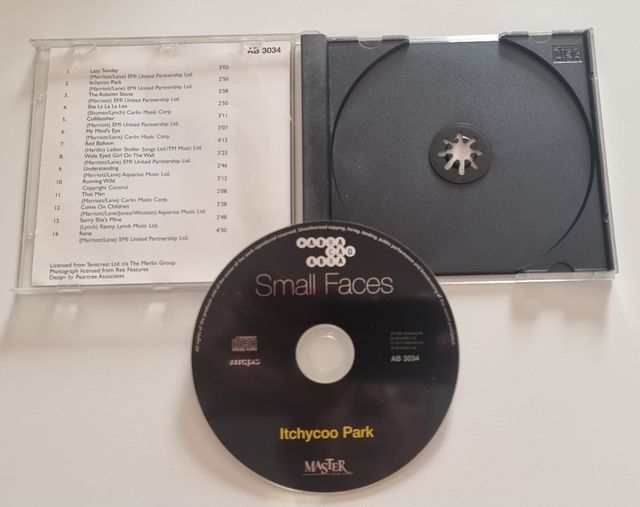 AB 3034
1. Lazy Sunday 3'03
(Marriott/Lane) EMI United Partnership Ltd.
2. Itchycoo Park 2'50
(Marriott/Lane) EMI United Partnership Ltd.
3. The Autumn Stone 3'58
(Marriott) EMI United Partnership Ltd.
4. Sha La La La Lee 2'50
(Shuman/Lynch) Carlin Music Corp.
5. Collibosher 3'11
(Marriott/Lane) EMI United Partnership Ltd.
6. My Mind's Eye 3'07
(Marriott/Lane) Carlin Music Corp.
7. Red Balloon 4'12
(Hardin) Leiber Stoller Songs Ltd./TM Music Ltd.
8. Wide Eyed Girl On The Wall 3'23
(Marriott/Lane) EMI United Partnership Ltd.
9. Understanding 2'46
(Marriott/Lane) Aquarius Music Ltd.
10. Running Wild 3'12
Copyright Control
11. That Man 2'08
(Marriott/Lane) Carlin Music Corp.
12. Come On Children 3'28
(Marriott/Lane/Jones/Winston) Aquarius Music Ltd.
13. Sorry She's Mine 2'48
(Lynch) Kenny Lynch Music Ltd.
14. Rene 4'30
(Marriott/Lane) EMI United Partnership Ltd.
Licensed from Tenstrest Ltd. t/a The Marlin Group
Photograph licensed from Rex Features
Design by Peartree Associates
ABRA
CAD
ABRA
Small Faces
mcps
AB 3034
Itchycoo Park
MASTER